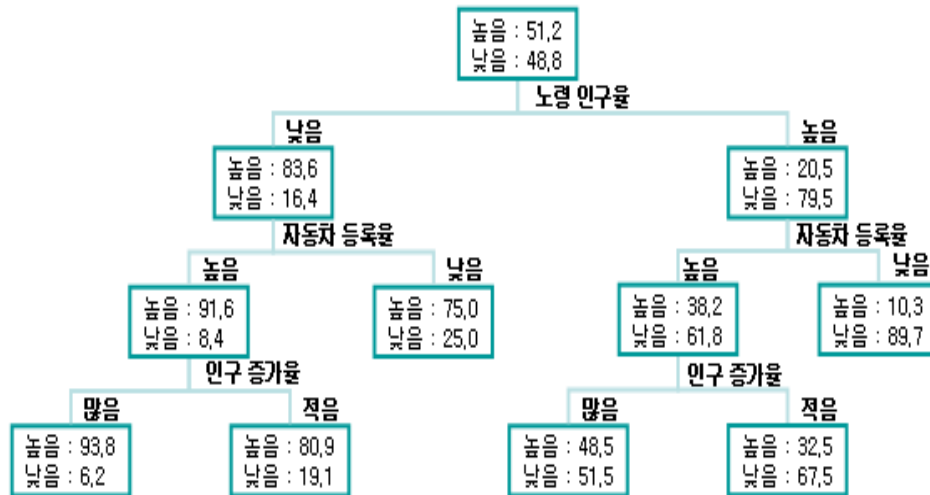 높음 : 51,2
낮음 : 48,8
노령 인구율
낮음
높음
높음 : 83,6
낮음 : 16,4
높음 : 20,5
낮음 : 79,5
자동차 등록율
자동차 등록율
높음
낮음
높음
낮음
높음 : 91,6
낮음 : 8,4
높음 : 75,0
낮음 : 25,0
높음 : 38,2
낮음 : 61,8
높음 : 10,3
낮음 : 89,7
인구 증가율
인구 증가율
많음
적음
많음
적음
높음 : 93,8
낮음 : 6,2
높음 : 80,9
낮음 : 19,1
높음 : 48,5
낮음 : 51,5
높음 : 32,5
낮음 : 67,5